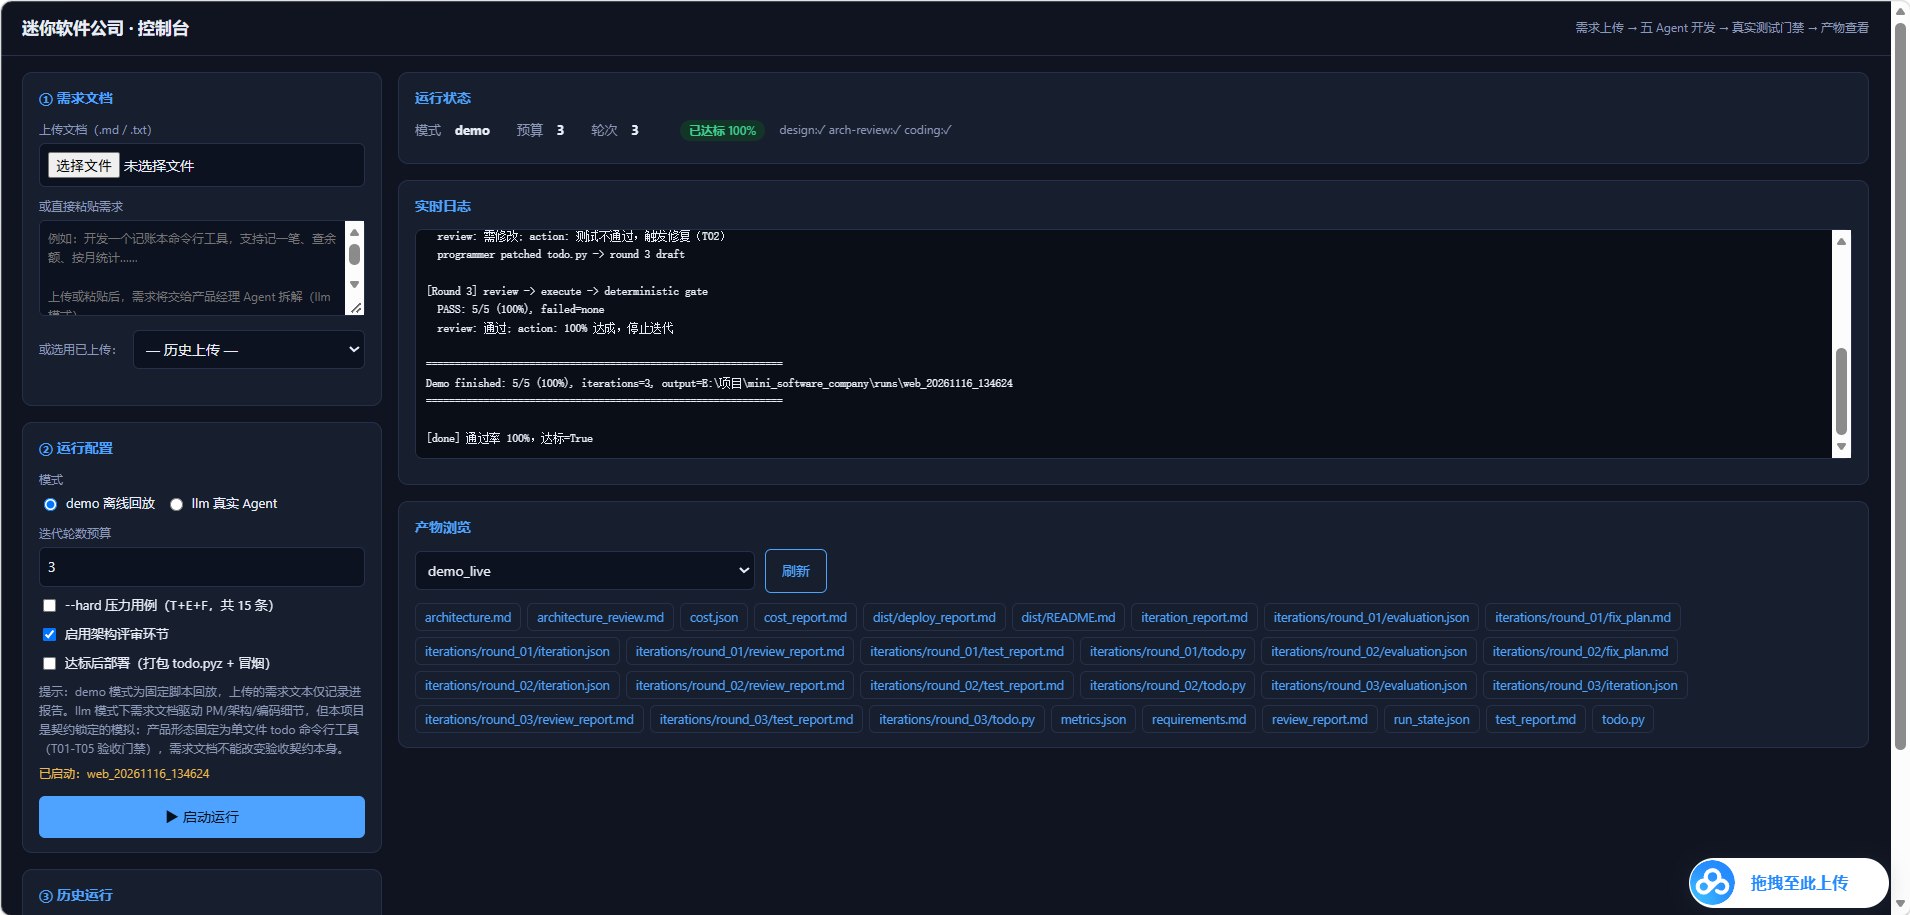 迷你软件公司 · 控制台
需求上传 → 五 Agent 开发 → 真实测试门禁 → 产物查看
① 需求文档
上传文档（.md / .txt）
选择文件 未选择文件
或直接粘贴需求
例如：开发一个记账本命令行工具，支持记一笔、查余
额、按月统计......
上传或粘贴后，需求将交给产品经理 Agent 拆解（llm
模式）
或选用已上传： — 历史上传 —
② 运行配置
模式
demo 离线回放 llm 真实 Agent
迭代轮数预算
3
--hard 压力用例（T+E+F，共 15 条）
启用架构评审环节
达标后部署（打包 todo.pyz + 冒烟）
提示：demo 模式为固定脚本回放，上传的需求文本仅记录进
报告。llm 模式下需求文档驱动 PM/架构/编码细节，但本项目
是契约锁定的模拟：产品形态固定为单文件 todo 命令行工具
（T01-T05 验收门禁），需求文档不能改变验收契约本身。
已启动：web_20261116_134624
▶ 启动运行
③ 历史运行
运行状态
模式 demo 预算 3 轮次 3 已达标 100% design:✓ arch-review:✓ coding:✓
实时日志
review: 需修改; action: 测试不通过，触发修复（T02）
programmer patched todo.py -> round 3 draft
[Round 3] review -> execute -> deterministic gate
PASS: 5/5 (100%), failed=none
review: 通过; action: 100% 达成，停止迭代
============================================================
Demo finished: 5/5 (100%), iterations=3, output=E:\项目\mini_software_company\runs\web_20261116_134624
============================================================
[done] 通过率 100%，达标=True
产物浏览
demo_live 刷新
architecture.md architecture_review.md cost.json cost_report.md dist/deploy_report.md dist/README.md iteration_report.md iterations/round_01/evaluation.json iterations/round_01/fix_plan.md
iterations/round_01/iteration.json iterations/round_01/review_report.md iterations/round_01/test_report.md iterations/round_01/todo.py iterations/round_02/evaluation.json iterations/round_02/fix_plan.md
iterations/round_02/iteration.json iterations/round_02/review_report.md iterations/round_02/test_report.md iterations/round_02/todo.py iterations/round_03/evaluation.json iterations/round_03/iteration.json
iterations/round_03/review_report.md iterations/round_03/test_report.md iterations/round_03/todo.py metrics.json requirements.md review_report.md run_state.json test_report.md todo.py
拖拽至此上传